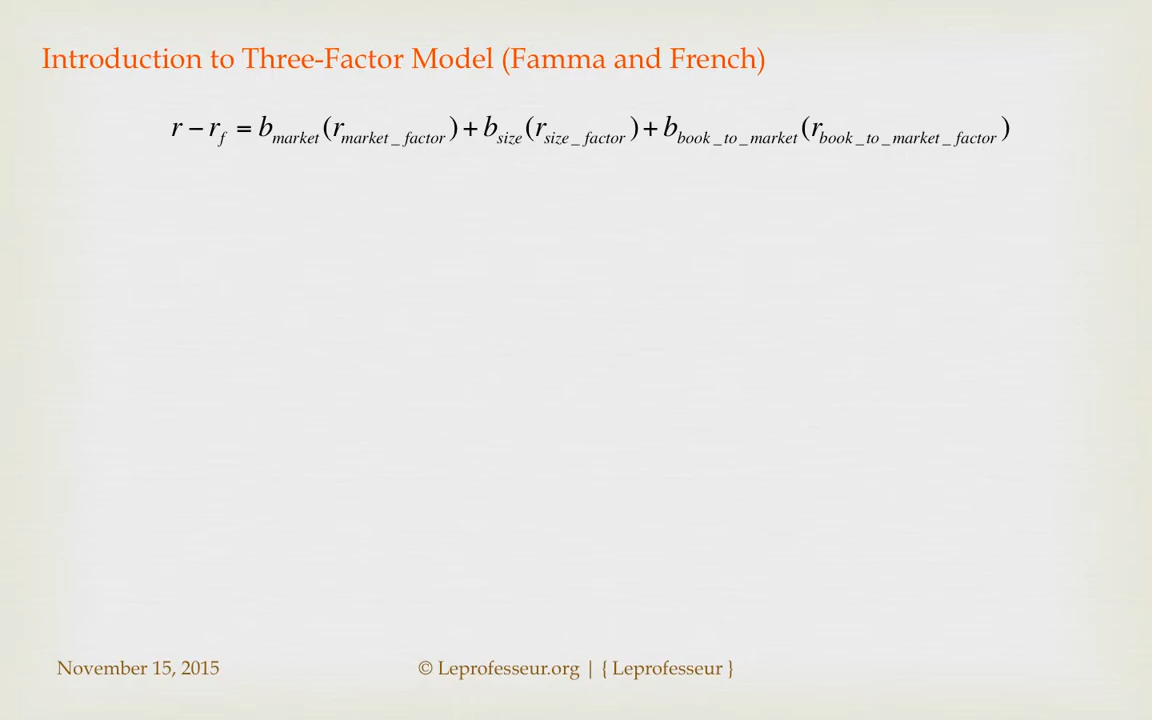 Introduction to Three-Factor Model (Famma and French)
r − r_f = b_market (r_market_factor) + b_size (r_size_factor) + b_book_to_market (r_book_to_market_factor)
November 15, 2015 © Leprofesseur.org | { Leprofesseur }